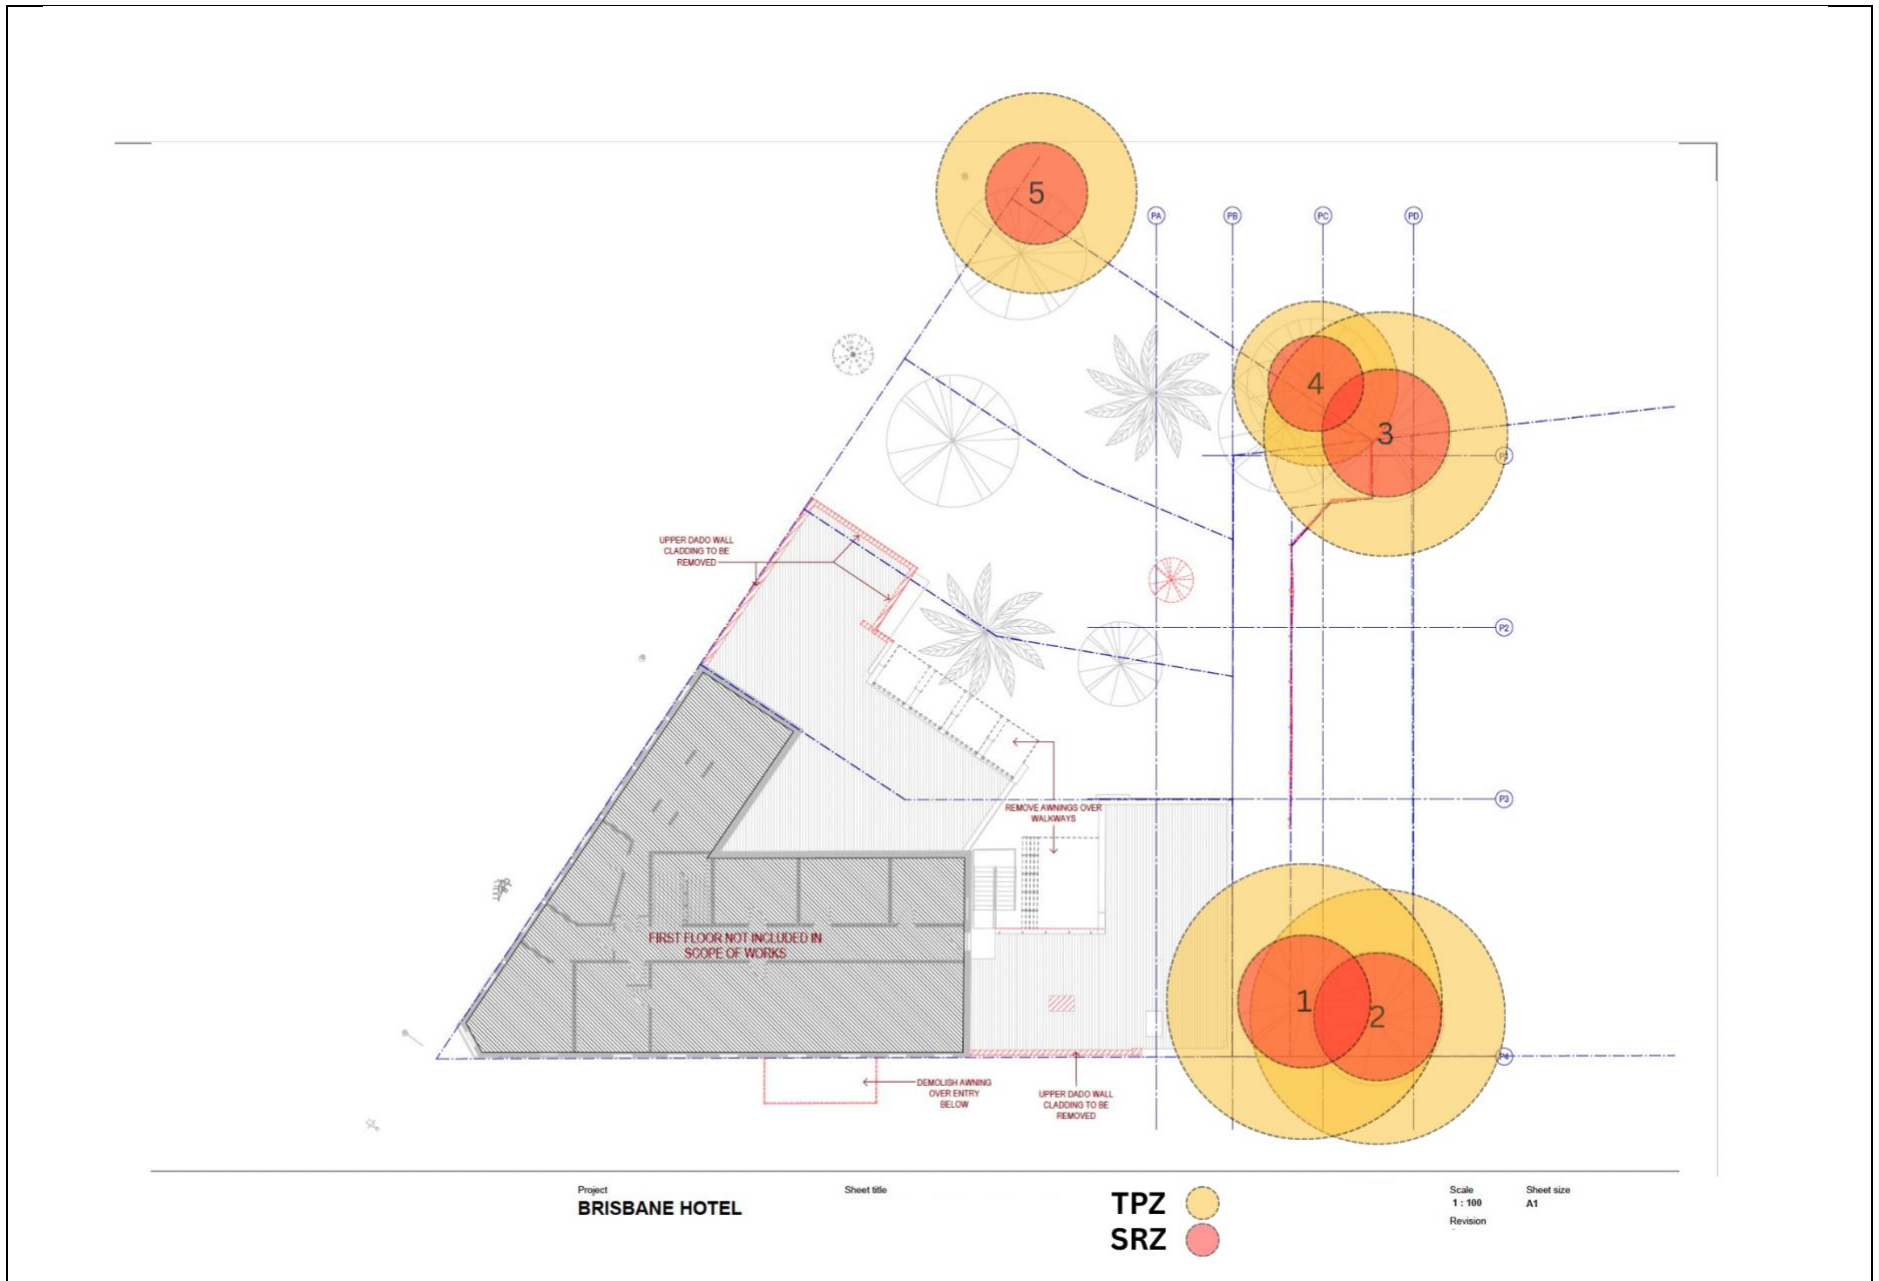 5
PA
PB
PC
PD
4
3
UPPER DADO WALL
CLADDING TO BE
REMOVED
P2
REMOVE AWNINGS OVER
WALKWAYS
P3
FIRST FLOOR NOT INCLUDED IN
SCOPE OF WORKS
1
2
P4
DEMOLISH AWNING
OVER ENTRY
BELOW
UPPER DADO WALL
CLADDING TO BE
REMOVED
Project
BRISBANE HOTEL
Sheet title
TPZ
SRZ
Scale
1 : 100
Revision
Sheet size
A1